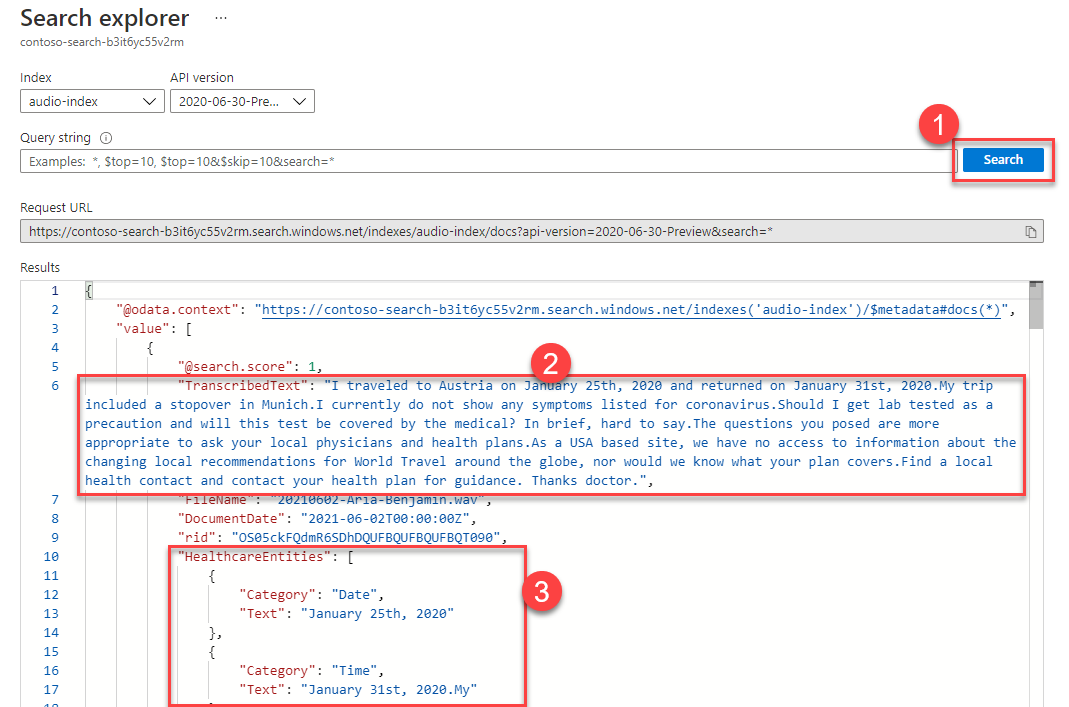 Search explorer ...
contoso-search-b3it6yc55v2rm
Index API version
audio-index 2020-06-30-Pre...
Query string
1
Examples: *, $top=10, $top=10&$skip=10&search=* Search
Request URL
https://contoso-search-b3it6yc55v2rm.search.windows.net/indexes/audio-index/docs?api-version=2020-06-30-Preview&search=*
Results
1 {
2 "@odata.context": "https://contoso-search-b3it6yc55v2rm.search.windows.net/indexes('audio-index')/$metadata#docs(*)",
3 "value": [
4 {
5 "@search.score": 1,
2
6 "TranscribedText": "I traveled to Austria on January 25th, 2020 and returned on January 31st, 2020.My trip
included a stopover in Munich.I currently do not show any symptoms listed for coronavirus.Should I get lab tested as a
precaution and will this test be covered by the medical? In brief, hard to say.The questions you posed are more
appropriate to ask your local physicians and health plans.As a USA based site, we have no access to information about the
changing local recommendations for World Travel around the globe, nor would we know what your plan covers.Find a local
health contact and contact your health plan for guidance. Thanks doctor.",
7 "FileName": "20210602-Aria-Benjamin.wav",
8 "DocumentDate": "2021-06-02T00:00:00Z",
9 "rid": "OS05ckFQdmR6SDhDQUFBQUFBQUFBQT090",
10 "HealthcareEntities": [
11 {
12 "Category": "Date",
3
13 "Text": "January 25th, 2020"
14 },
15 {
16 "Category": "Time",
17 "Text": "January 31st, 2020.My"